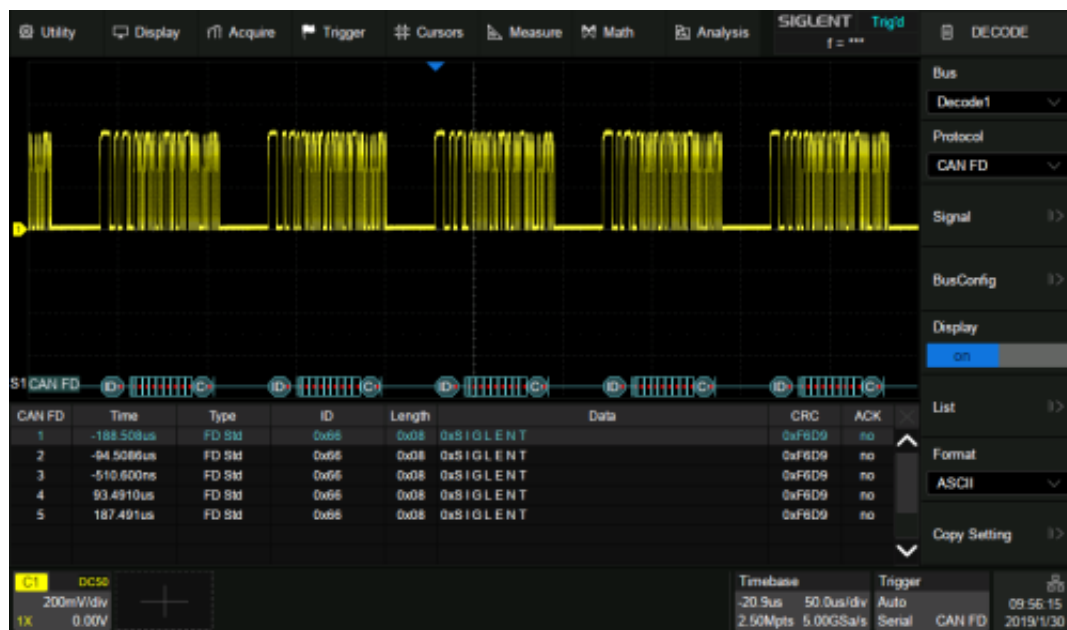 Utility Display Acquire Trigger Cursors Measure Math Analysis SIGLENT Trig'd DECODE
f = ***
Bus
Decode1
Protocol
CAN FD
Signal
BusConfig
Display
on
List
Format
ASCII
Copy Setting
1
S1 CAN FD ID C ID C ID C ID C ID C
CAN FD Time Type ID Length Data CRC ACK
1 -188.508us FD Std 0x66 0x08 0xS I G L E N T 0xF6D9 no
2 -94.5086us FD Std 0x66 0x08 0xS I G L E N T 0xF6D9 no
3 -510.600ns FD Std 0x66 0x08 0xS I G L E N T 0xF6D9 no
4 93.4910us FD Std 0x66 0x08 0xS I G L E N T 0xF6D9 no
5 187.491us FD Std 0x66 0x08 0xS I G L E N T 0xF6D9 no
C1 DC50 Timebase Trigger
200mV/div -20.9us 50.0us/div Auto 09:56:15
1X 0.00V 2.50Mpts 5.00GSa/s Serial CAN FD 2019/1/30